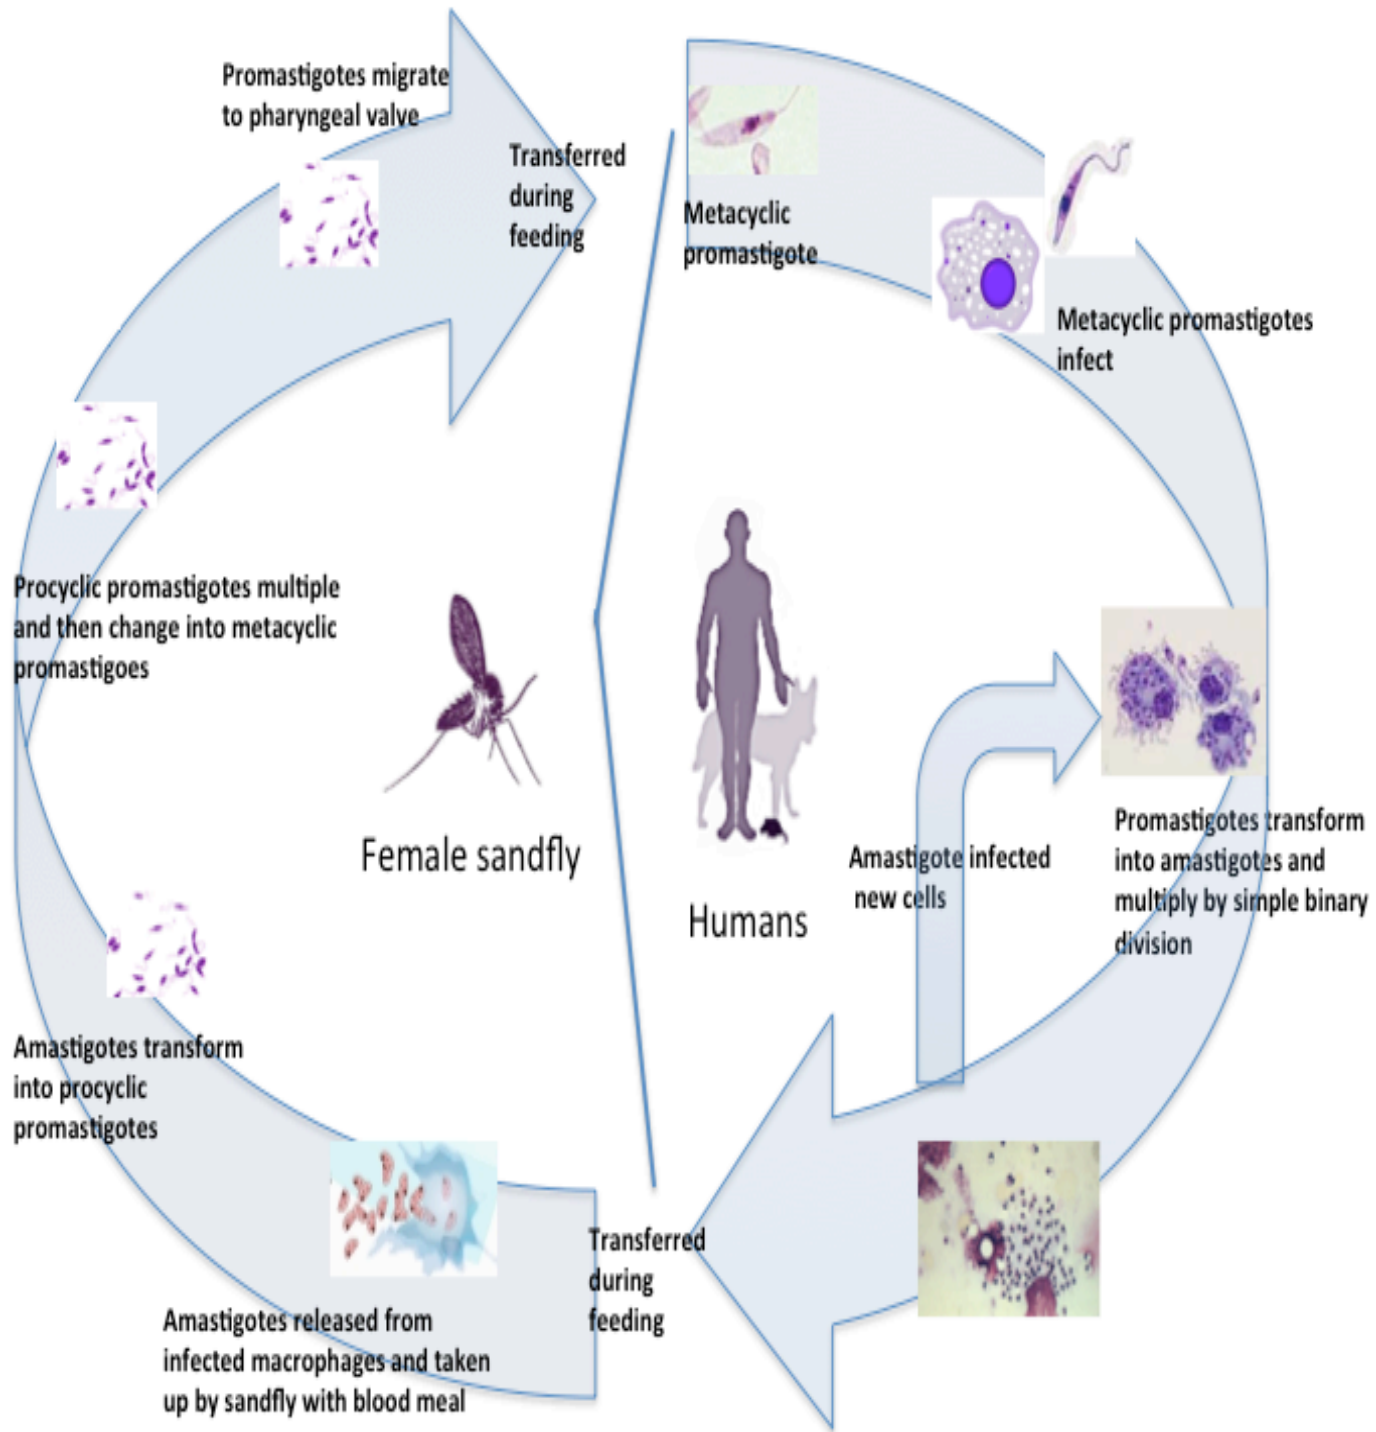 Promastigotes migrate
to pharyngeal valve
Transferred
during
feeding
Metacyclic
promastigote
Metacyclic promastigotes
infect
Procyclic promastigotes multiple
and then change into metacyclic
promastigoes
Female sandfly
Humans
Amastigote infected
new cells
Promastigotes transform
into amastigotes and
multiply by simple binary
division
Amastigotes transform
into procyclic
promastigotes
Transferred
during
feeding
Amastigotes released from
infected macrophages and taken
up by sandfly with blood meal